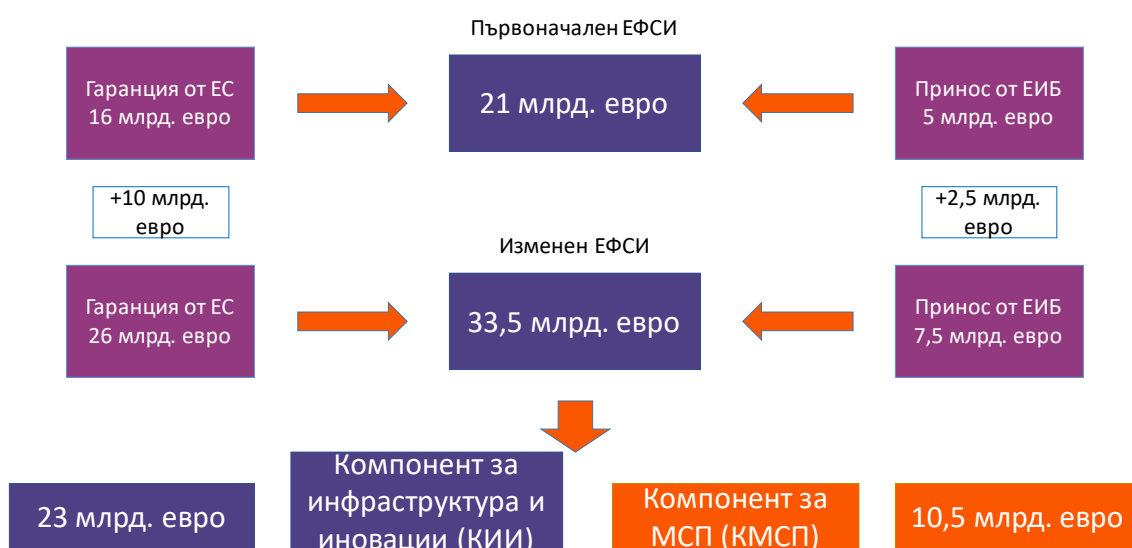 Първоначален ЕФСИ
Гаранция от ЕС
16 млрд. евро
21 млрд. евро
Принос от ЕИБ
5 млрд. евро
+10 млрд.
евро
+2,5 млрд.
евро
Изменен ЕФСИ
Гаранция от ЕС
26 млрд. евро
33,5 млрд. евро
Принос от ЕИБ
7,5 млрд. евро
23 млрд. евро
Компонент за
инфраструктура и
иновации (КИИ)
Компонент за
МСП (КМСП)
10,5 млрд. евро